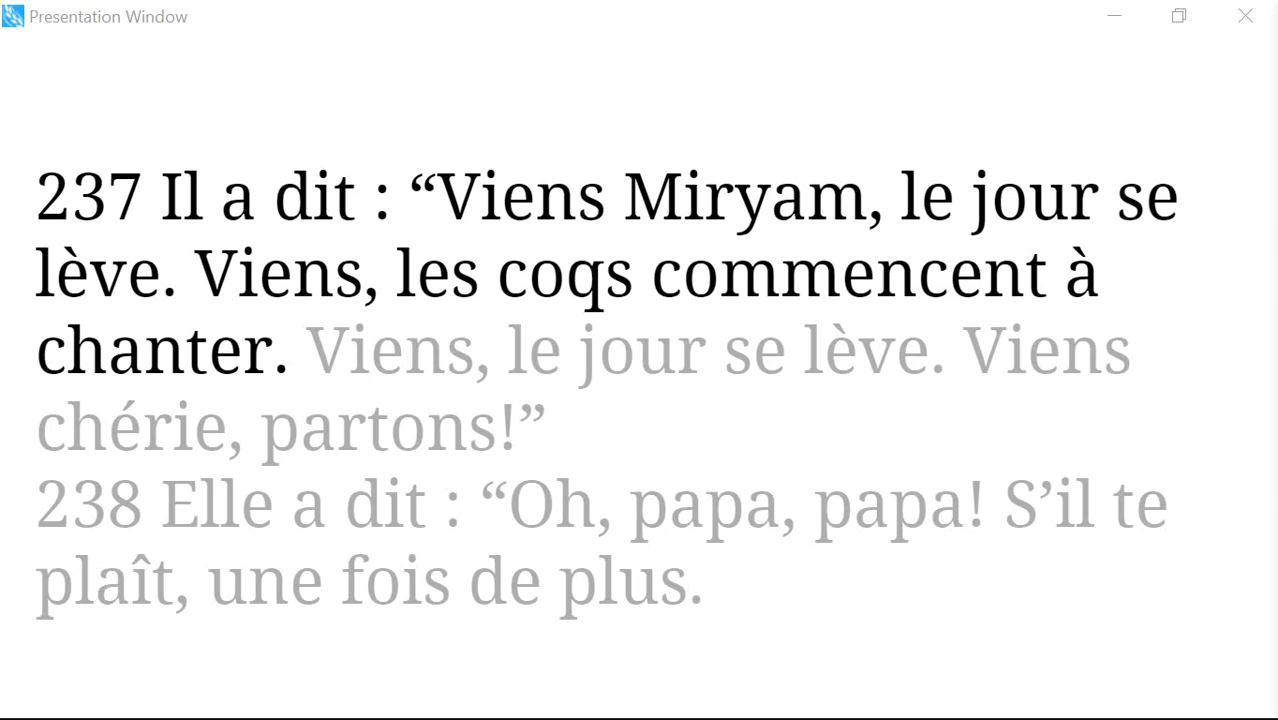 Presentation Window
237 Il a dit : “Viens Miryam, le jour se
lève. Viens, les coqs commencent à
chanter. Viens, le jour se lève. Viens
chérie, partons!”
238 Elle a dit : “Oh, papa, papa! S’il te
plaît, une fois de plus.